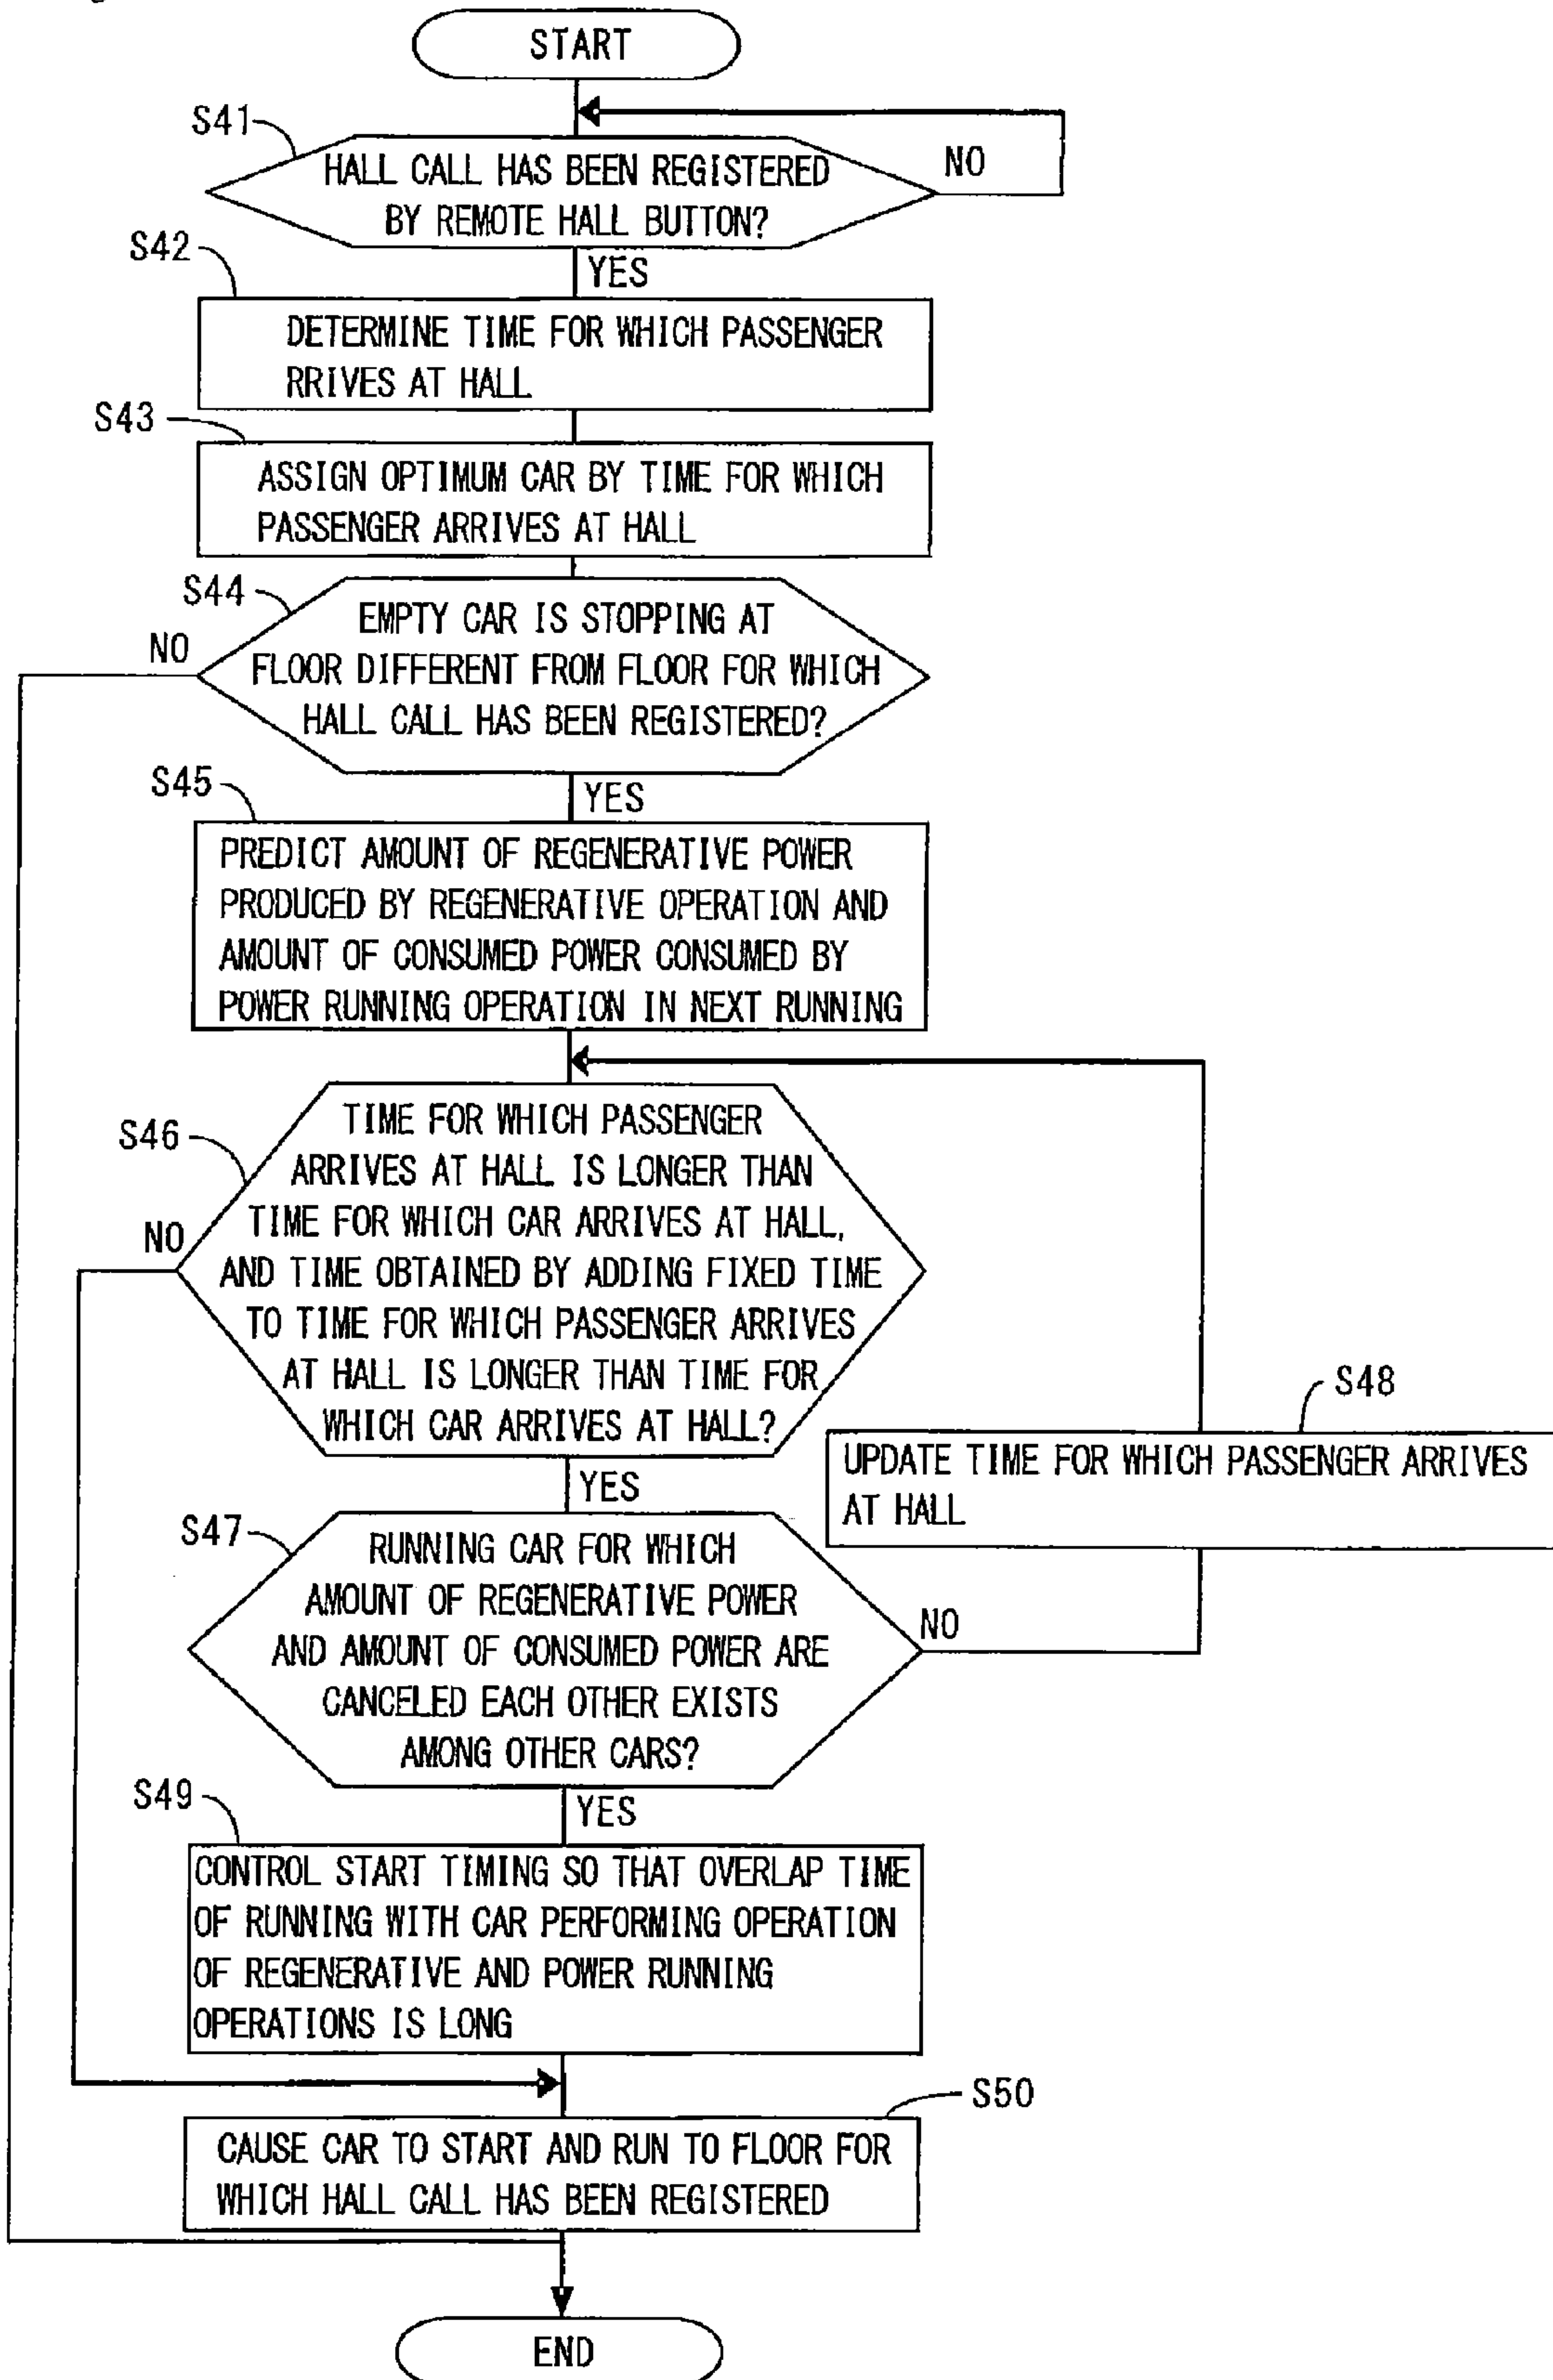 START
S41
HALL CALL HAS BEEN REGISTERED
BY REMOTE HALL BUTTON?
NO
S42
YES
DETERMINE TIME FOR WHICH PASSENGER
RRIVES AT HALL
S43
ASSIGN OPTIMUM CAR BY TIME FOR WHICH
PASSENGER ARRIVES AT HALL
S44
NO
EMPTY CAR IS STOPPING AT
FLOOR DIFFERENT FROM FLOOR FOR WHICH
HALL CALL HAS BEEN REGISTERED?
S45
YES
PREDICT AMOUNT OF REGENERATIVE POWER
PRODUCED BY REGENERATIVE OPERATION AND
AMOUNT OF CONSUMED POWER CONSUMED BY
POWER RUNNING OPERATION IN NEXT RUNNING
S46
NO
TIME FOR WHICH PASSENGER
ARRIVES AT HALL IS LONGER THAN
TIME FOR WHICH CAR ARRIVES AT HALL,
AND TIME OBTAINED BY ADDING FIXED TIME
TO TIME FOR WHICH PASSENGER ARRIVES
AT HALL IS LONGER THAN TIME FOR
WHICH CAR ARRIVES AT HALL?
S48
UPDATE TIME FOR WHICH PASSENGER ARRIVES
AT HALL
YES
S47
RUNNING CAR FOR WHICH
AMOUNT OF REGENERATIVE POWER
AND AMOUNT OF CONSUMED POWER ARE
CANCELED EACH OTHER EXISTS
AMONG OTHER CARS?
NO
S49
YES
CONTROL START TIMING SO THAT OVERLAP TIME
OF RUNNING WITH CAR PERFORMING OPERATION
OF REGENERATIVE AND POWER RUNNING
OPERATIONS IS LONG
S50
CAUSE CAR TO START AND RUN TO FLOOR FOR
WHICH HALL CALL HAS BEEN REGISTERED
END